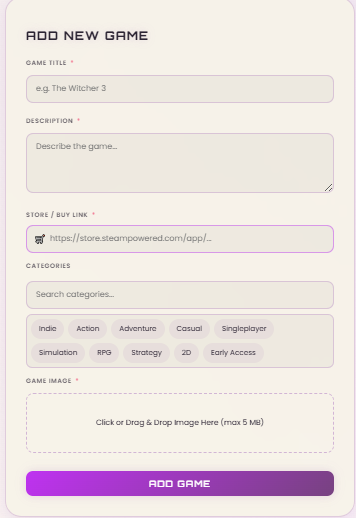 ADD NEW GAME
GAME TITLE *
e.g. The Witcher 3
DESCRIPTION *
Describe the game...
STORE / BUY LINK *
https://store.steampowered.com/app/...
CATEGORIES
Search categories...
Indie Action Adventure Casual Singleplayer
Simulation RPG Strategy 2D Early Access
GAME IMAGE *
Click or Drag & Drop Image Here (max 5 MB)
ADD GAME